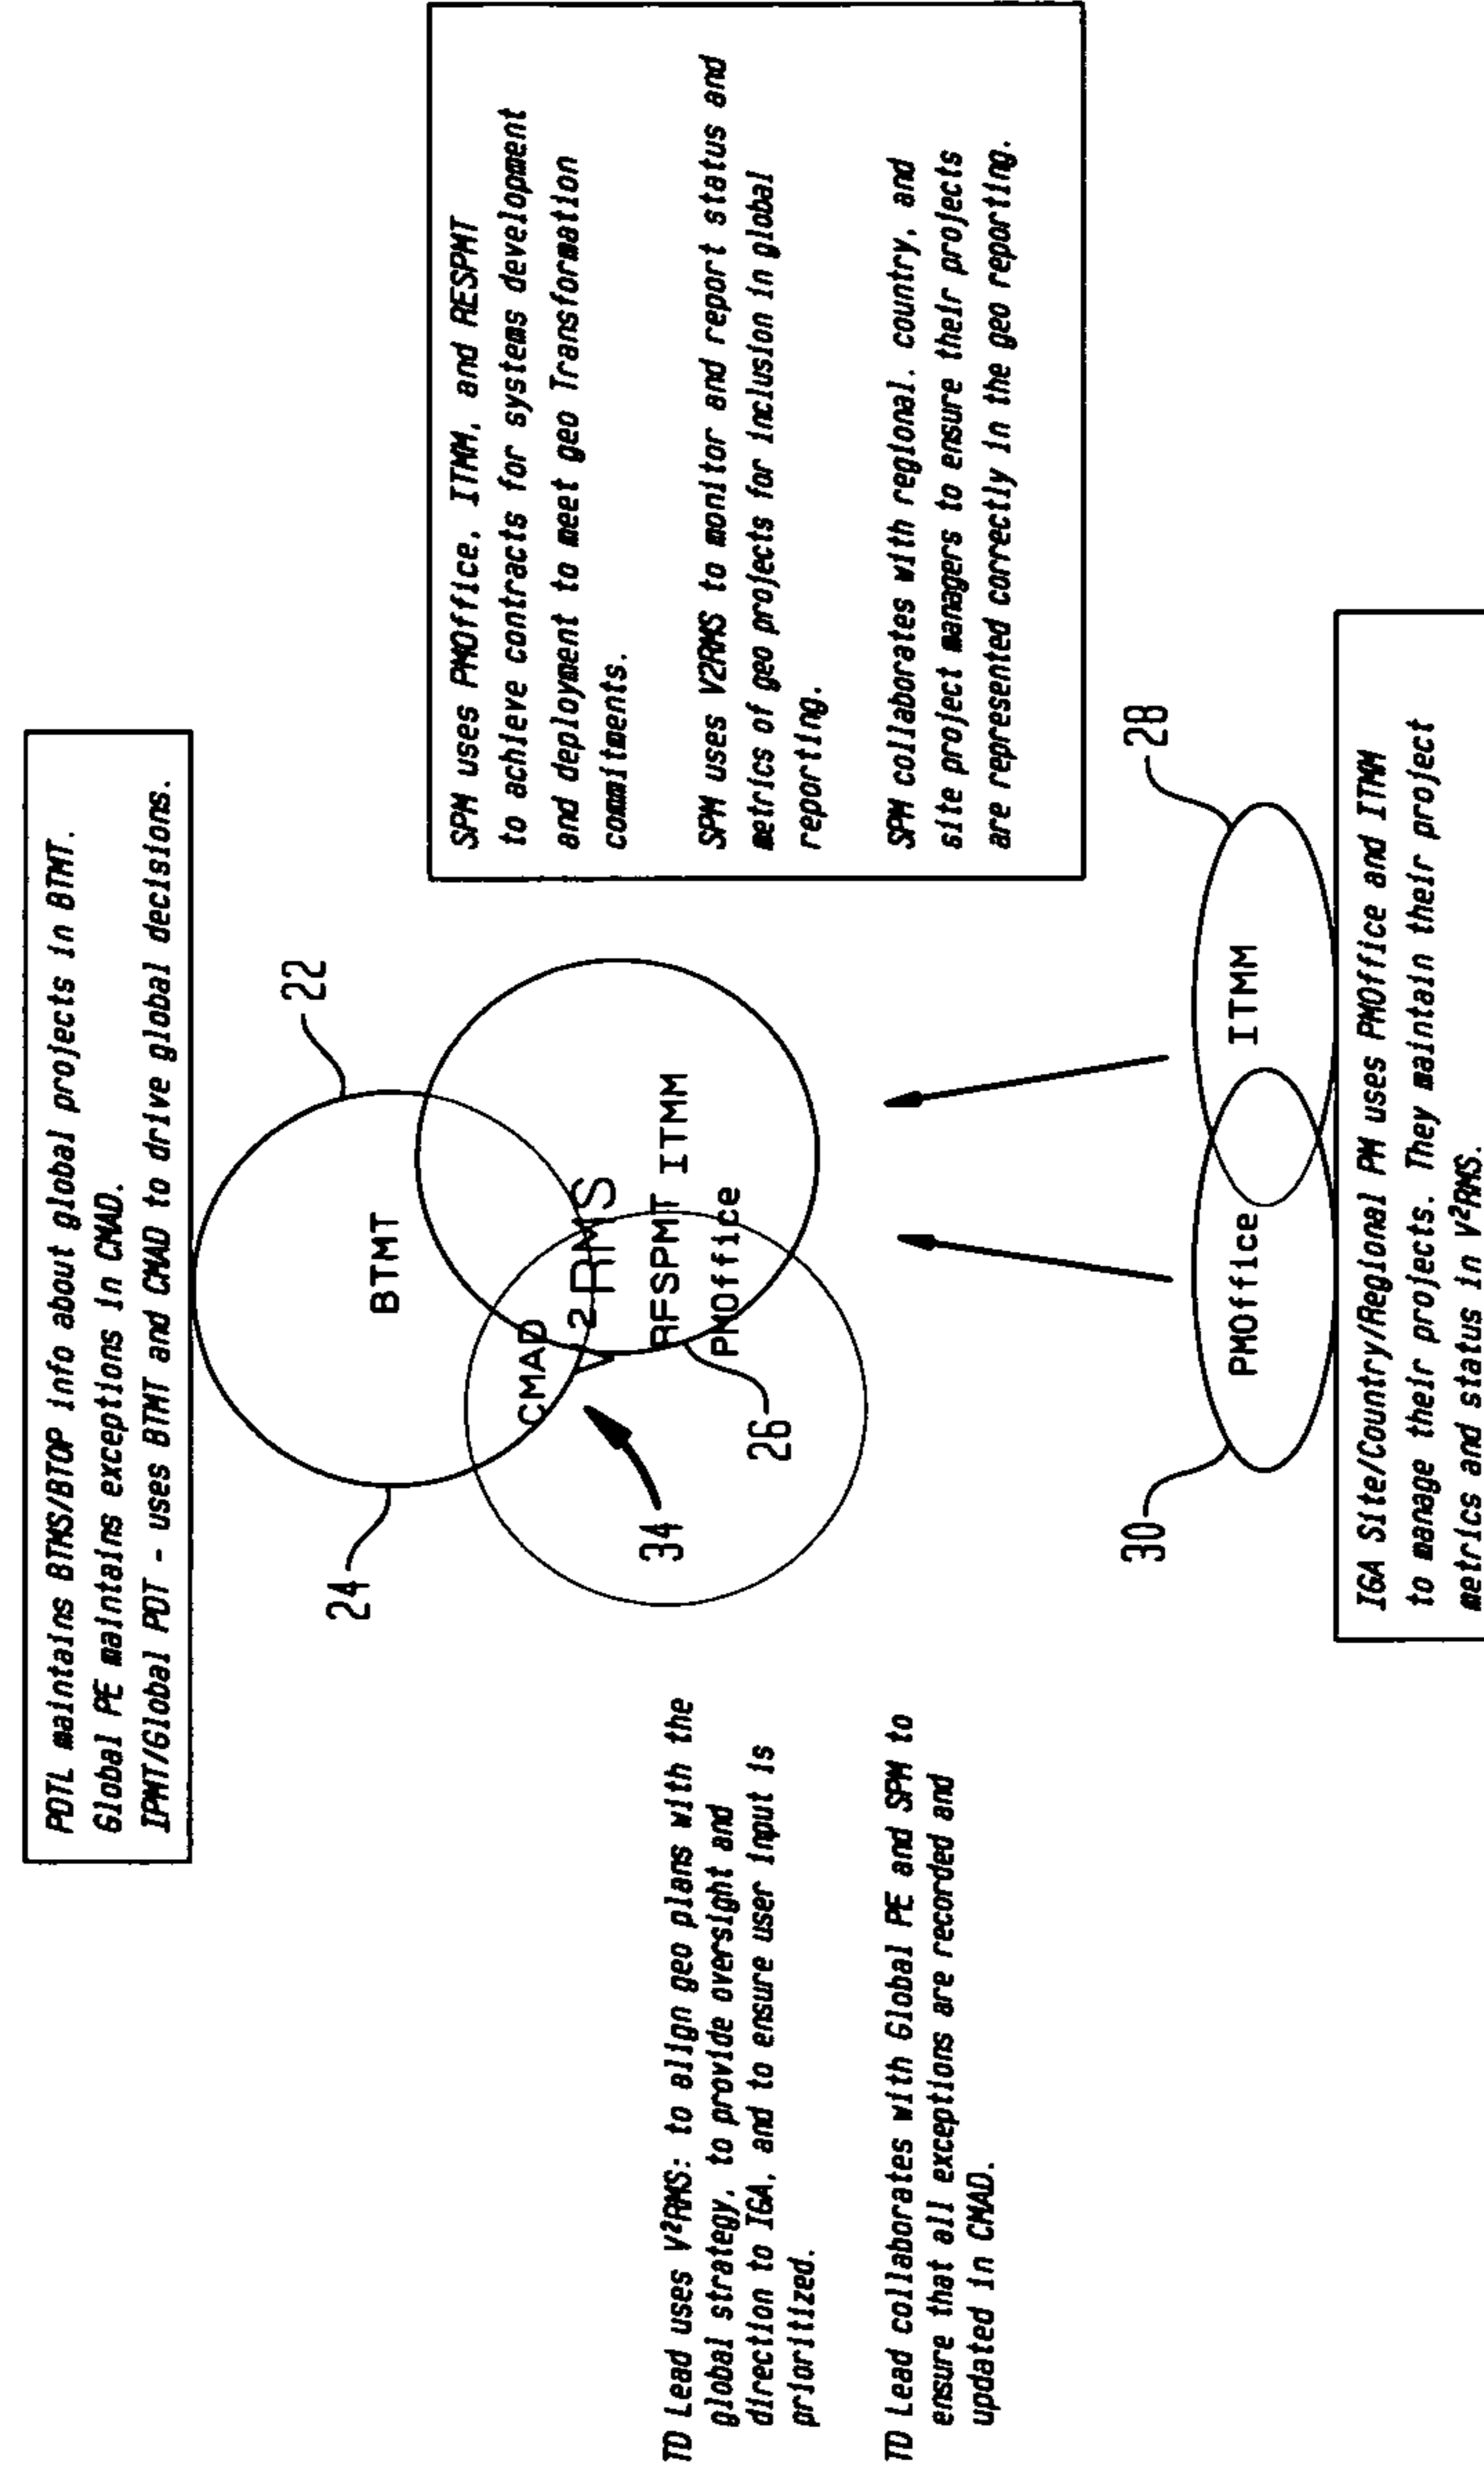 PDTL maintains BTMS/BTOP info about global projects in BTMT.
Global PE maintains exceptions in CMAD.
IPMT/Global PDT - uses BTMT and CMAD to drive global decisions.
24
22
BTMT
CMAD
V²RMS
34
RFSPMT ITMM
PMOffice
26
SPM uses PMOffice, ITMM, and RESPMT
to achieve contracts for systems development
and deployment to meet geo Transformation
commitments.
SPM uses V2RMS to monitor and report status and
metrics of geo projects for inclusion in global
reporting.
SPM collaborates with regional, country, and
site project managers to ensure their projects
are represented correctly in the geo reporting.
TD Lead uses V²RMS: to align geo plans with the
global strategy, to provide oversight and
direction to IGA, and to ensure user input is
prioritized.
TD Lead collaborates with Global PE and SPM to
ensure that all exceptions are recorded and
updated in CMAD.
30
28
PMOffice
ITMM
IGA Site/Country/Regional PM uses PMOffice and ITMM
to manage their projects. They maintain their project
metrics and status in V²RMS.